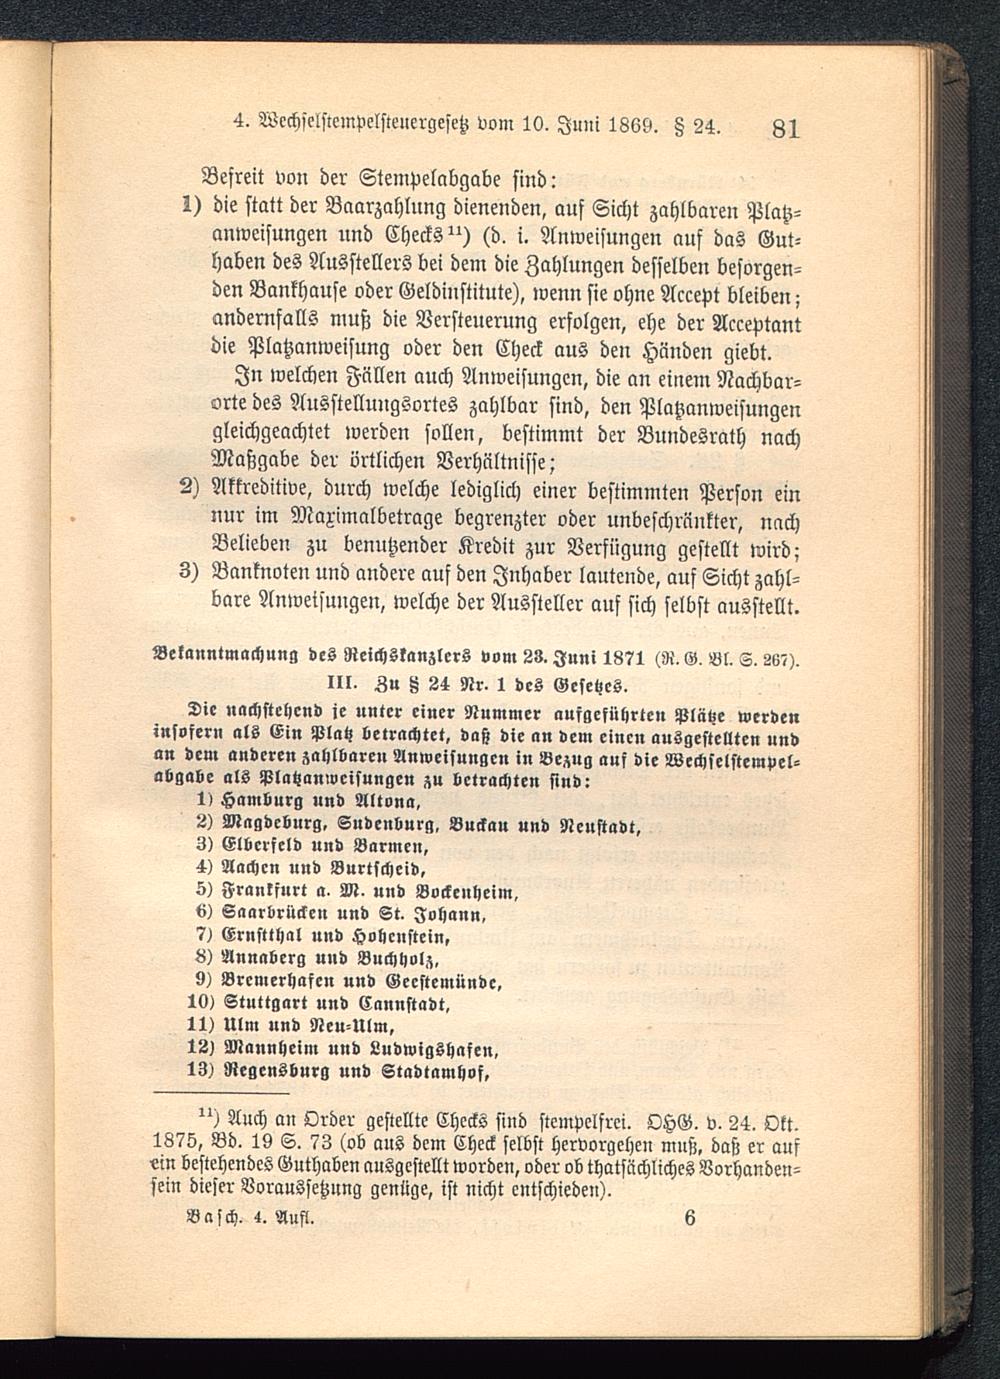 4. Wechselstempelsteuergesetz vom 10. Juni 1869. § 24. 81
Befreit von der Stempelabgabe sind:
1) die statt der Baarzahlung dienenden, auf Sicht zahlbaren Platz-
anweisungen und Checks¹¹) (d. i. Anweisungen auf das Gut-
haben des Ausstellers bei dem die Zahlungen desselben besorgen-
den Bankhause oder Geldinstitute), wenn sie ohne Accept bleiben;
andernfalls muß die Versteuerung erfolgen, ehe der Acceptant
die Platzanweisung oder den Check aus den Händen giebt.
In welchen Fällen auch Anweisungen, die an einem Nachbar-
orte des Ausstellungsortes zahlbar sind, den Platzanweisungen
gleichgeachtet werden sollen, bestimmt der Bundesrath nach
Maßgabe der örtlichen Verhältnisse;
2) Akkreditive, durch welche lediglich einer bestimmten Person ein
nur im Maximalbetrage begrenzter oder unbeschränkter, nach
Belieben zu benutzender Kredit zur Verfügung gestellt wird;
3) Banknoten und andere auf den Inhaber lautende, auf Sicht zahl-
bare Anweisungen, welche der Aussteller auf sich selbst ausstellt.
Bekanntmachung des Reichskanzlers vom 23. Juni 1871 (R. G. Bl. S. 267).
III. Zu § 24 Nr. 1 des Gesetzes.
Die nachstehend je unter einer Nummer aufgeführten Plätze werden
insofern als Ein Platz betrachtet, daß die an dem einen ausgestellten und
an dem anderen zahlbaren Anweisungen in Bezug auf die Wechselstempel-
abgabe als Platzanweisungen zu betrachten sind:
1) Hamburg und Altona,
2) Magdeburg, Sudenburg, Buckau und Neustadt,
3) Elberfeld und Barmen,
4) Aachen und Burtscheid,
5) Frankfurt a. M. und Bockenheim,
6) Saarbrücken und St. Johann,
7) Ernstthal und Hohenstein,
8) Annaberg und Buchholz,
9) Bremerhafen und Geestemünde,
10) Stuttgart und Cannstadt,
11) Ulm und Neu-Ulm,
12) Mannheim und Ludwigshafen,
13) Regensburg und Stadtamhof,
¹¹) Auch an Order gestellte Checks sind stempelfrei. OHG. v. 24. Okt.
1875, Bd. 19 S. 73 (ob aus dem Check selbst hervorgehen muß, daß er auf
ein bestehendes Guthaben ausgestellt worden, oder ob thatsächliches Vorhanden-
sein dieser Voraussetzung genüge, ist nicht entschieden).
Basch. 4. Aufl. 6